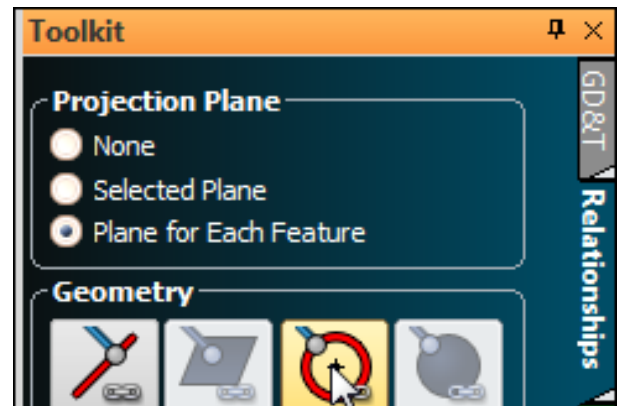 Toolkit
Projection Plane
None
Selected Plane
Plane for Each Feature
Geometry
GD&T
Relationships